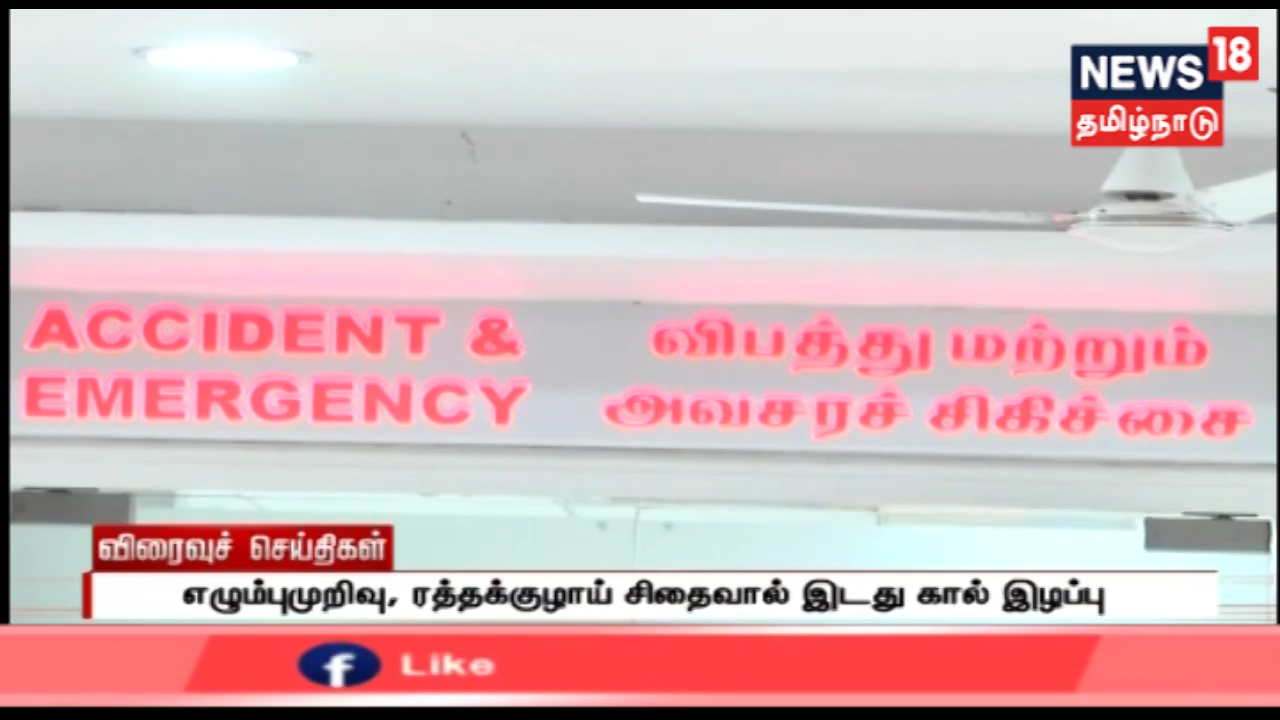 NEWS 18
தமிழ்நாடு
ACCIDENT &
EMERGENCY
விபத்து மற்றும்
அவசரச் சிகிச்சை
விரைவுச் செய்திகள்
எழும்புமுறிவு, ரத்தக்குழாய் சிதைவால் இடது கால் இழப்பு
f Like